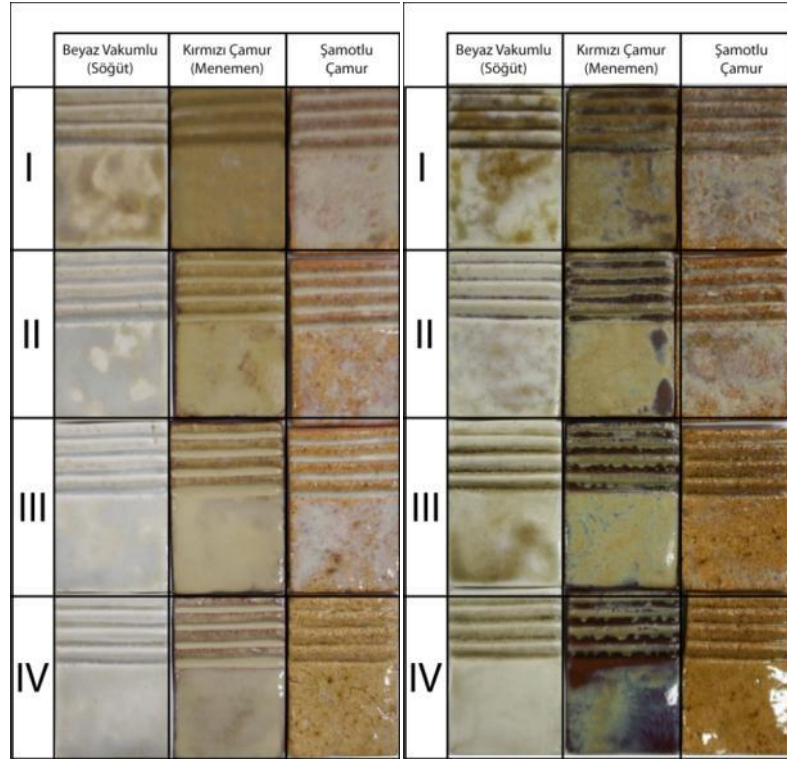 Beyaz Vakumlu
(Söğüt)
Kırmızı Çamur
(Menemen)
Şamotlu
Çamur
I
II
III
IV
Beyaz Vakumlu
(Söğüt)
Kırmızı Çamur
(Menemen)
Şamotlu
Çamur
I
II
III
IV